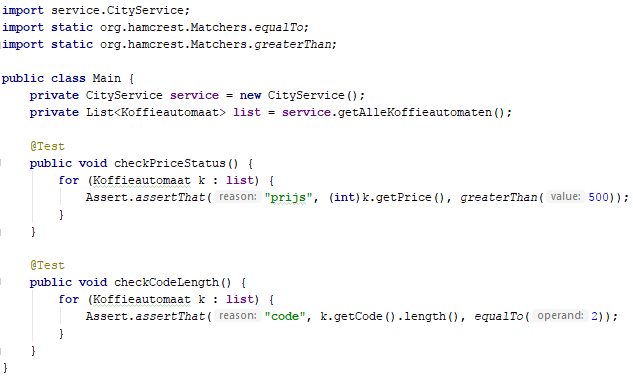 import service.CityService;
import static org.hamcrest.Matchers.equalTo;
import static org.hamcrest.Matchers.greaterThan;

public class Main {
    private CityService service = new CityService();
    private List<Koffieautomaat> list = service.getAlleKoffieautomaten();

    @Test
    public void checkPriceStatus() {
        for (Koffieautomaat k : list) {
            Assert.assertThat( reason: "prijs", (int)k.getPrice(), greaterThan( value: 500));
        }
    }

    @Test
    public void checkCodeLength() {
        for (Koffieautomaat k : list) {
            Assert.assertThat( reason: "code", k.getCode().length(), equalTo( operand: 2));
        }
    }
}